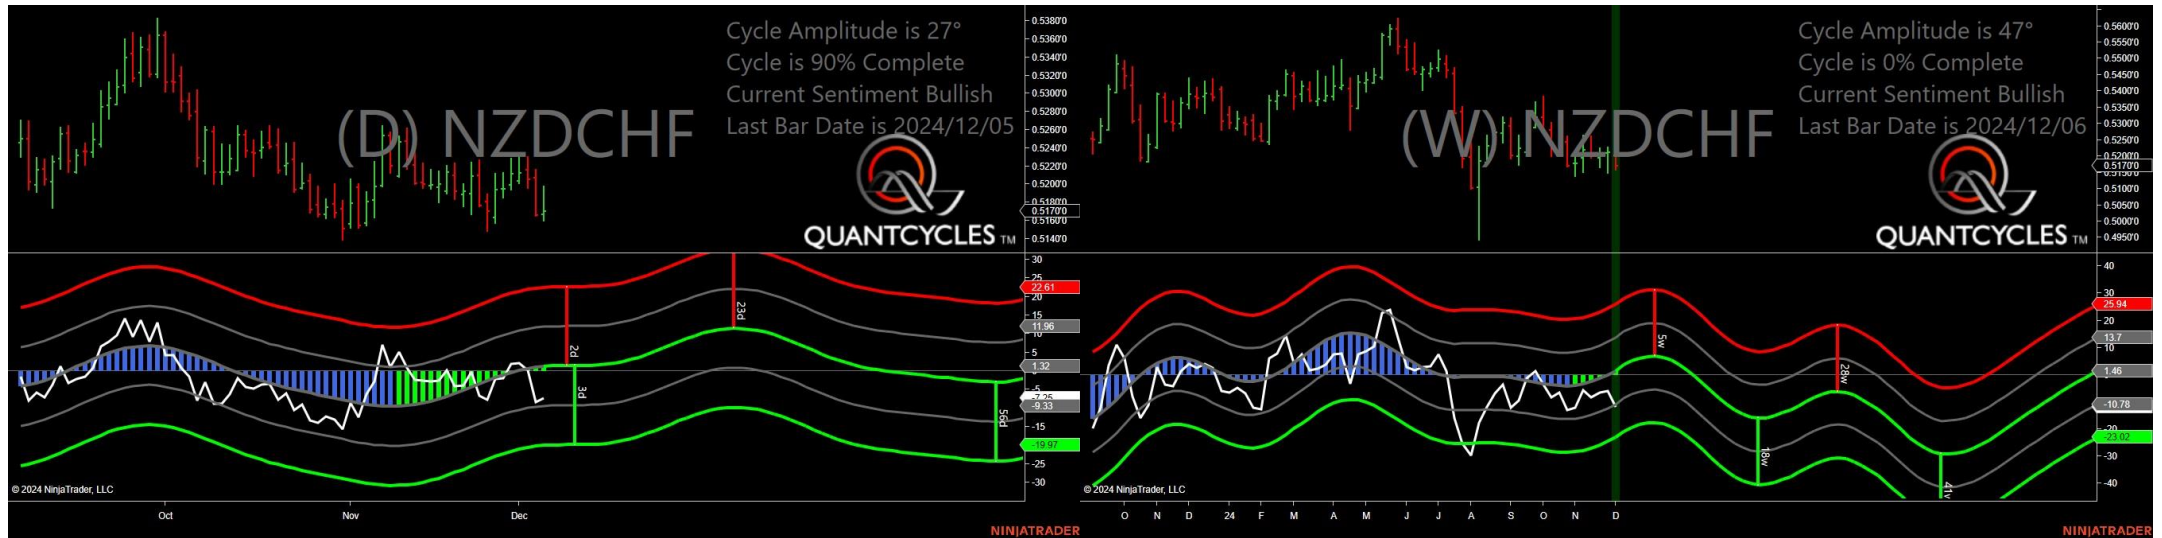 Cycle Amplitude is 27°
Cycle is 90% Complete
Current Sentiment Bullish
Last Bar Date is 2024/12/05
(D) NZDCHF
QUANTCYCLES TM
0.5380'0
0.5360'0
0.5340'0
0.5320'0
0.5300'0
0.5280'0
0.5260'0
0.5240'0
0.5220'0
0.5200'0
0.5180'0
0.5170'0
0.5160'0
0.5140'0
30
25
22.61
20
15
11.96
10
5
1.32
-5
-7.25
-9.33
-15
-19.97
-25
-30
2d
3d
23d
56d
© 2024 NinjaTrader, LLC
Oct Nov Dec
NINJATRADER
Cycle Amplitude is 47°
Cycle is 0% Complete
Current Sentiment Bullish
Last Bar Date is 2024/12/06
(W) NZDCHF
QUANTCYCLES TM
0.5600'0
0.5550'0
0.5500'0
0.5450'0
0.5400'0
0.5350'0
0.5300'0
0.5250'0
0.5200'0
0.5170'0
0.5150'0
0.5100'0
0.5050'0
0.5000'0
0.4950'0
40
30
25.94
20
13.7
10
1.46
-10.78
-20
-23.02
-30
-40
5w
18w
28w
41w
© 2024 NinjaTrader, LLC
O N D 24 F M A M J J A S O N D
NINJATRADER